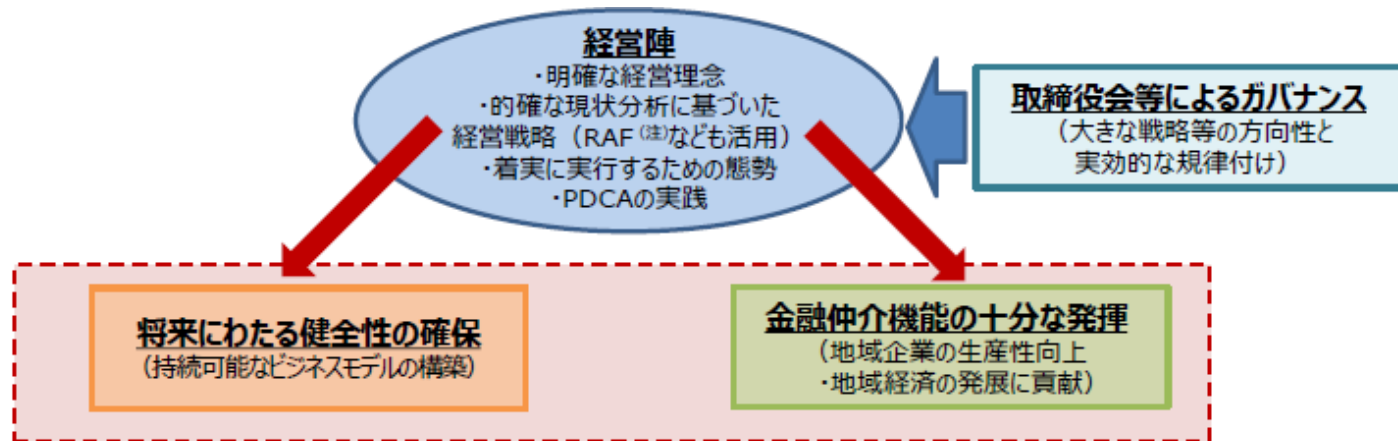 経営陣
・明確な経営理念
・的確な現状分析に基づいた
経営戦略（RAF（注）なども活用）
・着実に実行するための態勢
・PDCAの実践
取締役会等によるガバナンス
（大きな戦略等の方向性と
実効的な規律付け）
将来にわたる健全性の確保
（持続可能なビジネスモデルの構築）
金融仲介機能の十分な発揮
（地域企業の生産性向上
・地域経済の発展に貢献）